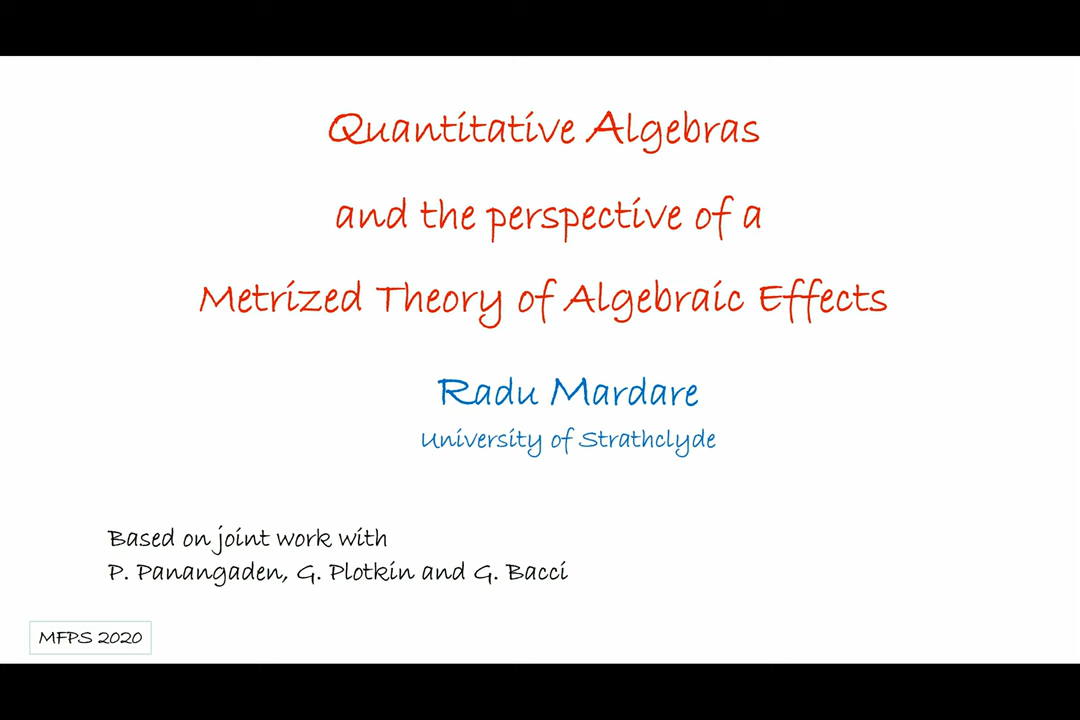 Quantitative Algebras
and the perspective of a
Metrized Theory of Algebraic Effects
Radu Mardare
University of Strathclyde
Based on joint work with
P. Panangaden, G. Plotkin and G. Bacci
MFPS 2020